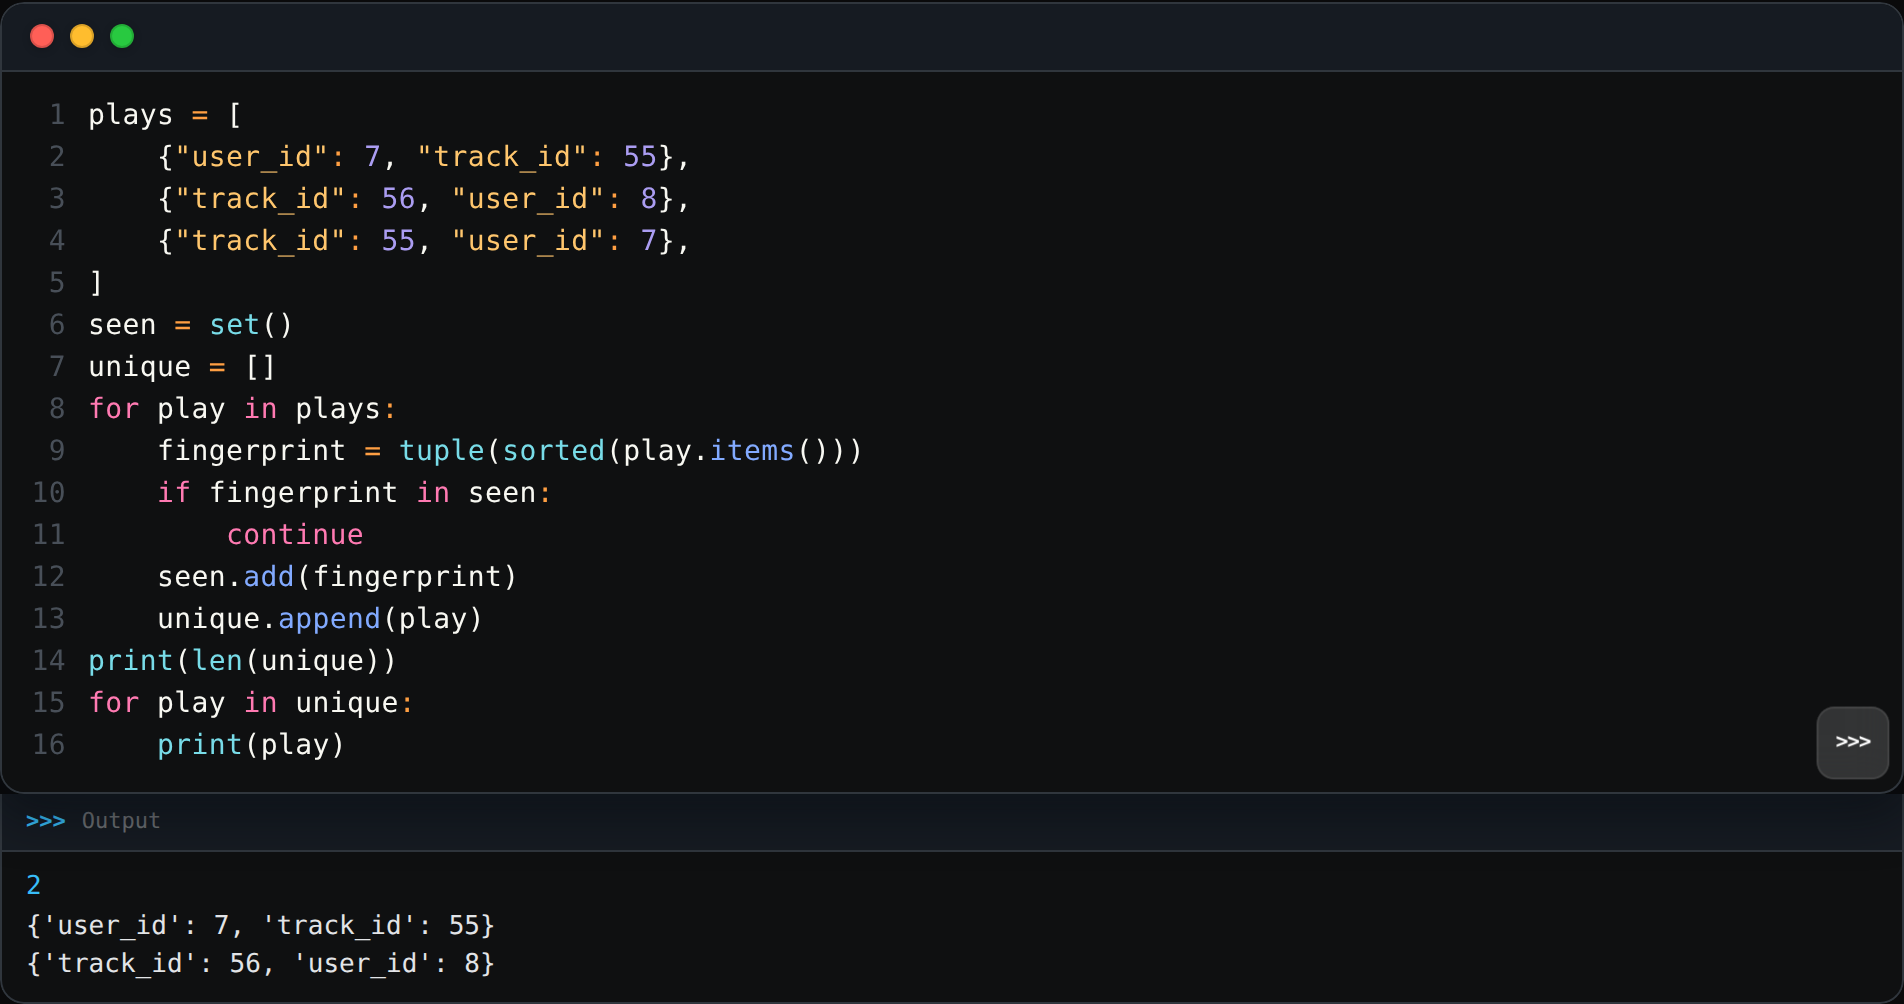 1 plays = [
2     {"user_id": 7, "track_id": 55},
3     {"track_id": 56, "user_id": 8},
4     {"track_id": 55, "user_id": 7},
5 ]
6 seen = set()
7 unique = []
8 for play in plays:
9     fingerprint = tuple(sorted(play.items()))
10     if fingerprint in seen:
11         continue
12     seen.add(fingerprint)
13     unique.append(play)
14 print(len(unique))
15 for play in unique:
16     print(play)
>>>
>>> Output
2
{'user_id': 7, 'track_id': 55}
{'track_id': 56, 'user_id': 8}